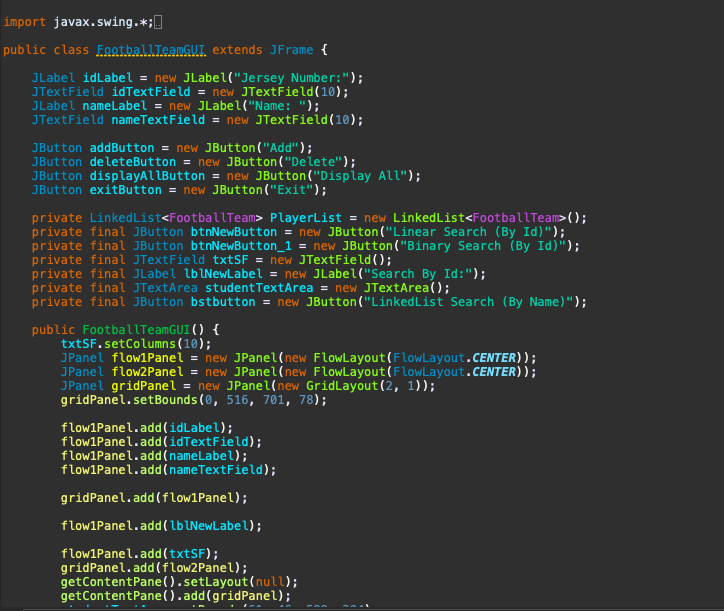 import javax.swing.*;
public class FootballTeamGUI extends JFrame {
JLabel idLabel = new JLabel("Jersey Number:");
JTextField idTextField = new JTextField(10);
JLabel nameLabel = new JLabel("Name: ");
JTextField nameTextField = new JTextField(10);
JButton addButton = new JButton("Add");
JButton deleteButton = new JButton("Delete");
JButton displayAllButton = new JButton("Display All");
JButton exitButton = new JButton("Exit");
private LinkedList<FootballTeam> PlayerList = new LinkedList<FootballTeam>();
private final JButton btnNewButton = new JButton("Linear Search (By Id)");
private final JButton btnNewButton_1 = new JButton("Binary Search (By Id)");
private final JTextField txtSF = new JTextField();
private final JLabel lblNewLabel = new JLabel("Search By Id:");
private final JTextArea studentTextArea = new JTextArea();
private final JButton bstbutton = new JButton("LinkedList Search (By Name)");
public FootballTeamGUI() {
txtSF.setColumns(10);
JPanel flow1Panel = new JPanel(new FlowLayout(FlowLayout.CENTER));
JPanel flow2Panel = new JPanel(new FlowLayout(FlowLayout.CENTER));
JPanel gridPanel = new JPanel(new GridLayout(2, 1));
gridPanel.setBounds(0, 516, 701, 78);
flow1Panel.add(idLabel);
flow1Panel.add(idTextField);
flow1Panel.add(nameLabel);
flow1Panel.add(nameTextField);
gridPanel.add(flow1Panel);
flow1Panel.add(lblNewLabel);
flow1Panel.add(txtSF);
gridPanel.add(flow2Panel);
getContentPane().setLayout(null);
getContentPane().add(gridPanel);